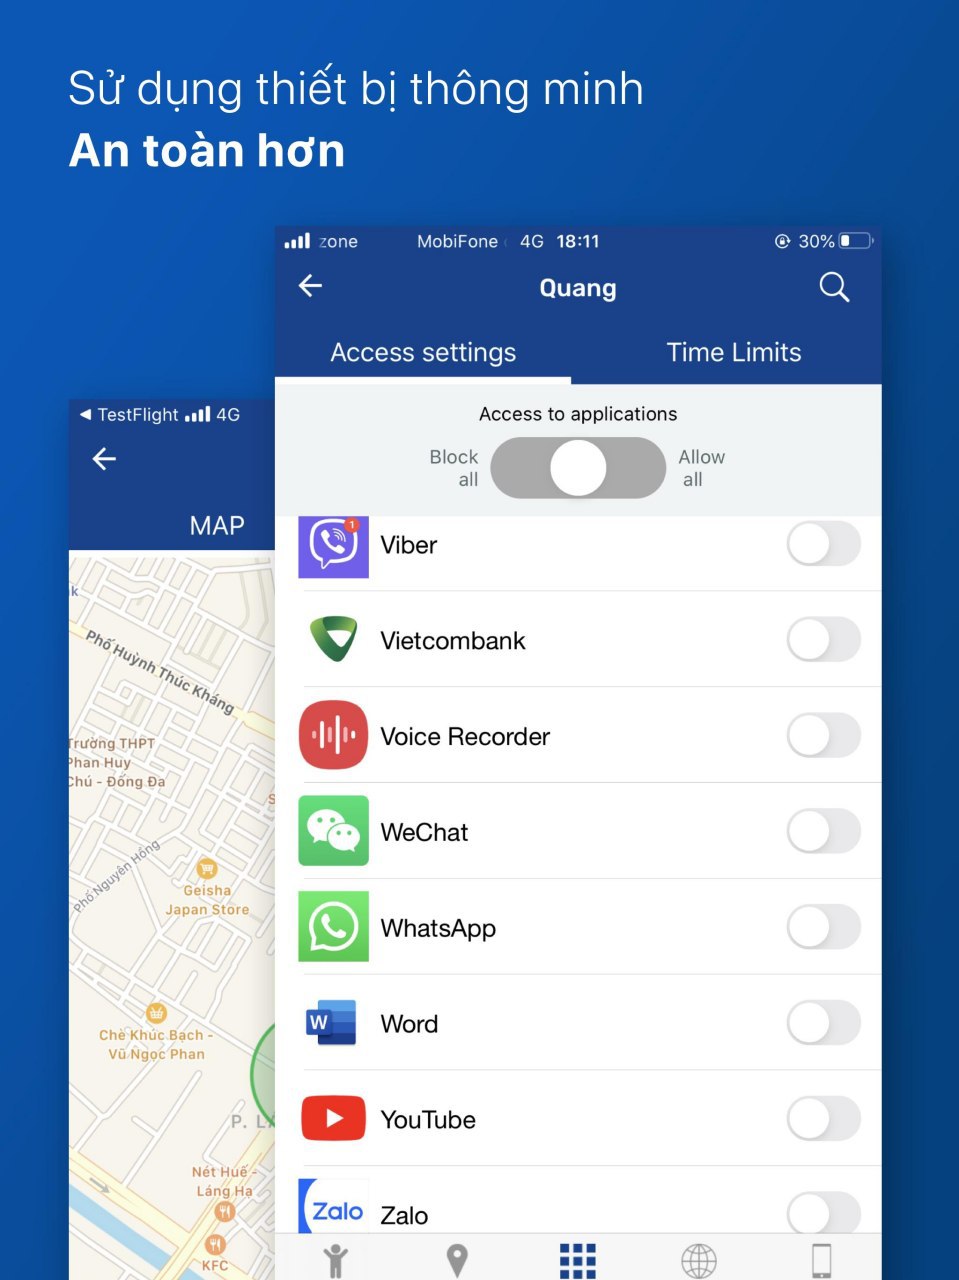 Sử dụng thiết bị thông minh
An toàn hơn
zone MobiFone 4G 18:11 30%
Quang
Access settings Time Limits
Access to applications
Block all
Allow all
1
Viber
Vietcombank
Voice Recorder
WeChat
WhatsApp
W
Word
YouTube
Zalo
Zalo
TestFlight 4G
MAP
k
Phố Huỳnh Thúc Kháng
Trường THPT
Phan Huy
Chú - Đống Đa
S
Phố Nguyên Hồng
Geisha
Japan Store
Chè Khúc Bạch -
Vũ Ngọc Phan
P. LÁ
Nét Huế -
Láng Hạ
KFC